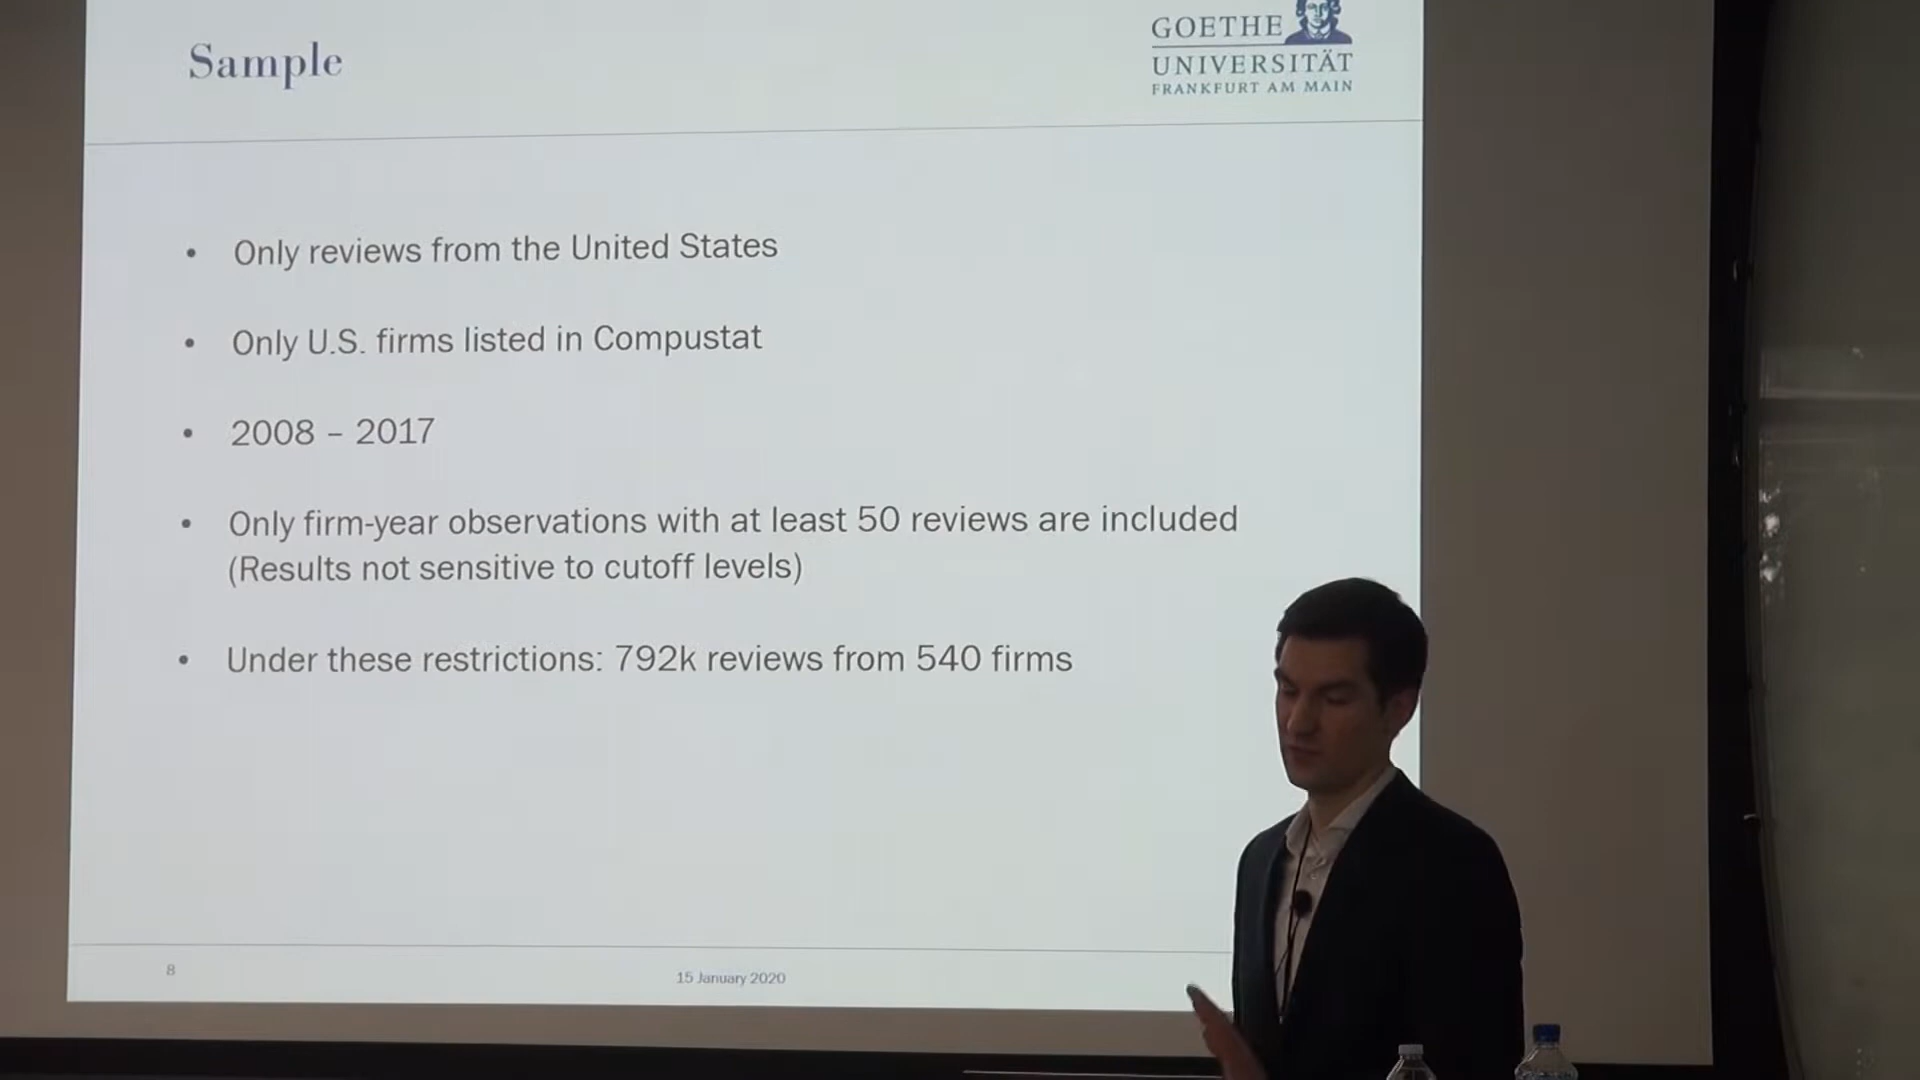 Sample
GOETHE
UNIVERSITÄT
FRANKFURT AM MAIN
• Only reviews from the United States
• Only U.S. firms listed in Compustat
• 2008 – 2017
• Only firm-year observations with at least 50 reviews are included
(Results not sensitive to cutoff levels)
• Under these restrictions: 792k reviews from 540 firms
8
15 January 2020